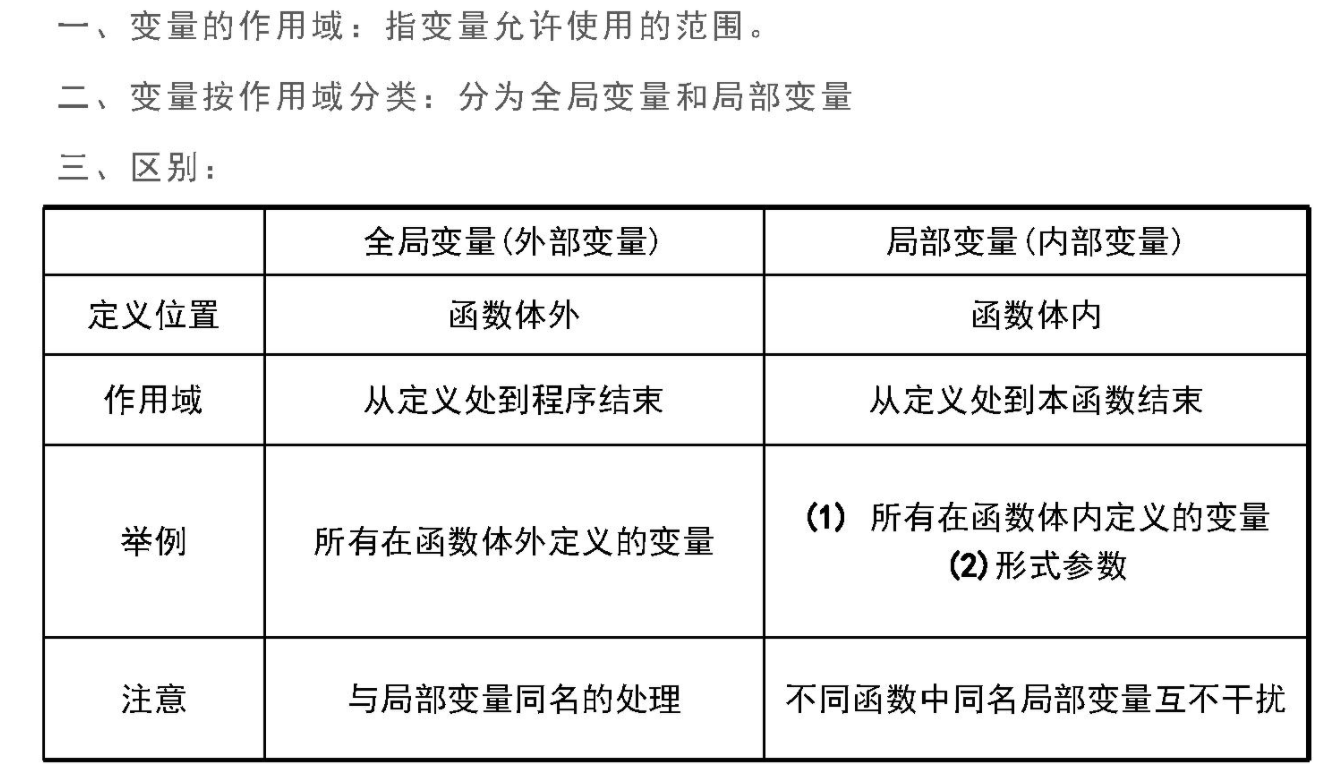 一、变量的作用域：指变量允许使用的范围。
二、变量按作用域分类：分为全局变量和局部变量
三、区别：
全局变量(外部变量)
局部变量(内部变量)
定义位置
函数体外
函数体内
作用域
从定义处到程序结束
从定义处到本函数结束
举例
所有在函数体外定义的变量
(1) 所有在函数体内定义的变量
(2)形式参数
注意
与局部变量同名的处理
不同函数中同名局部变量互不干扰